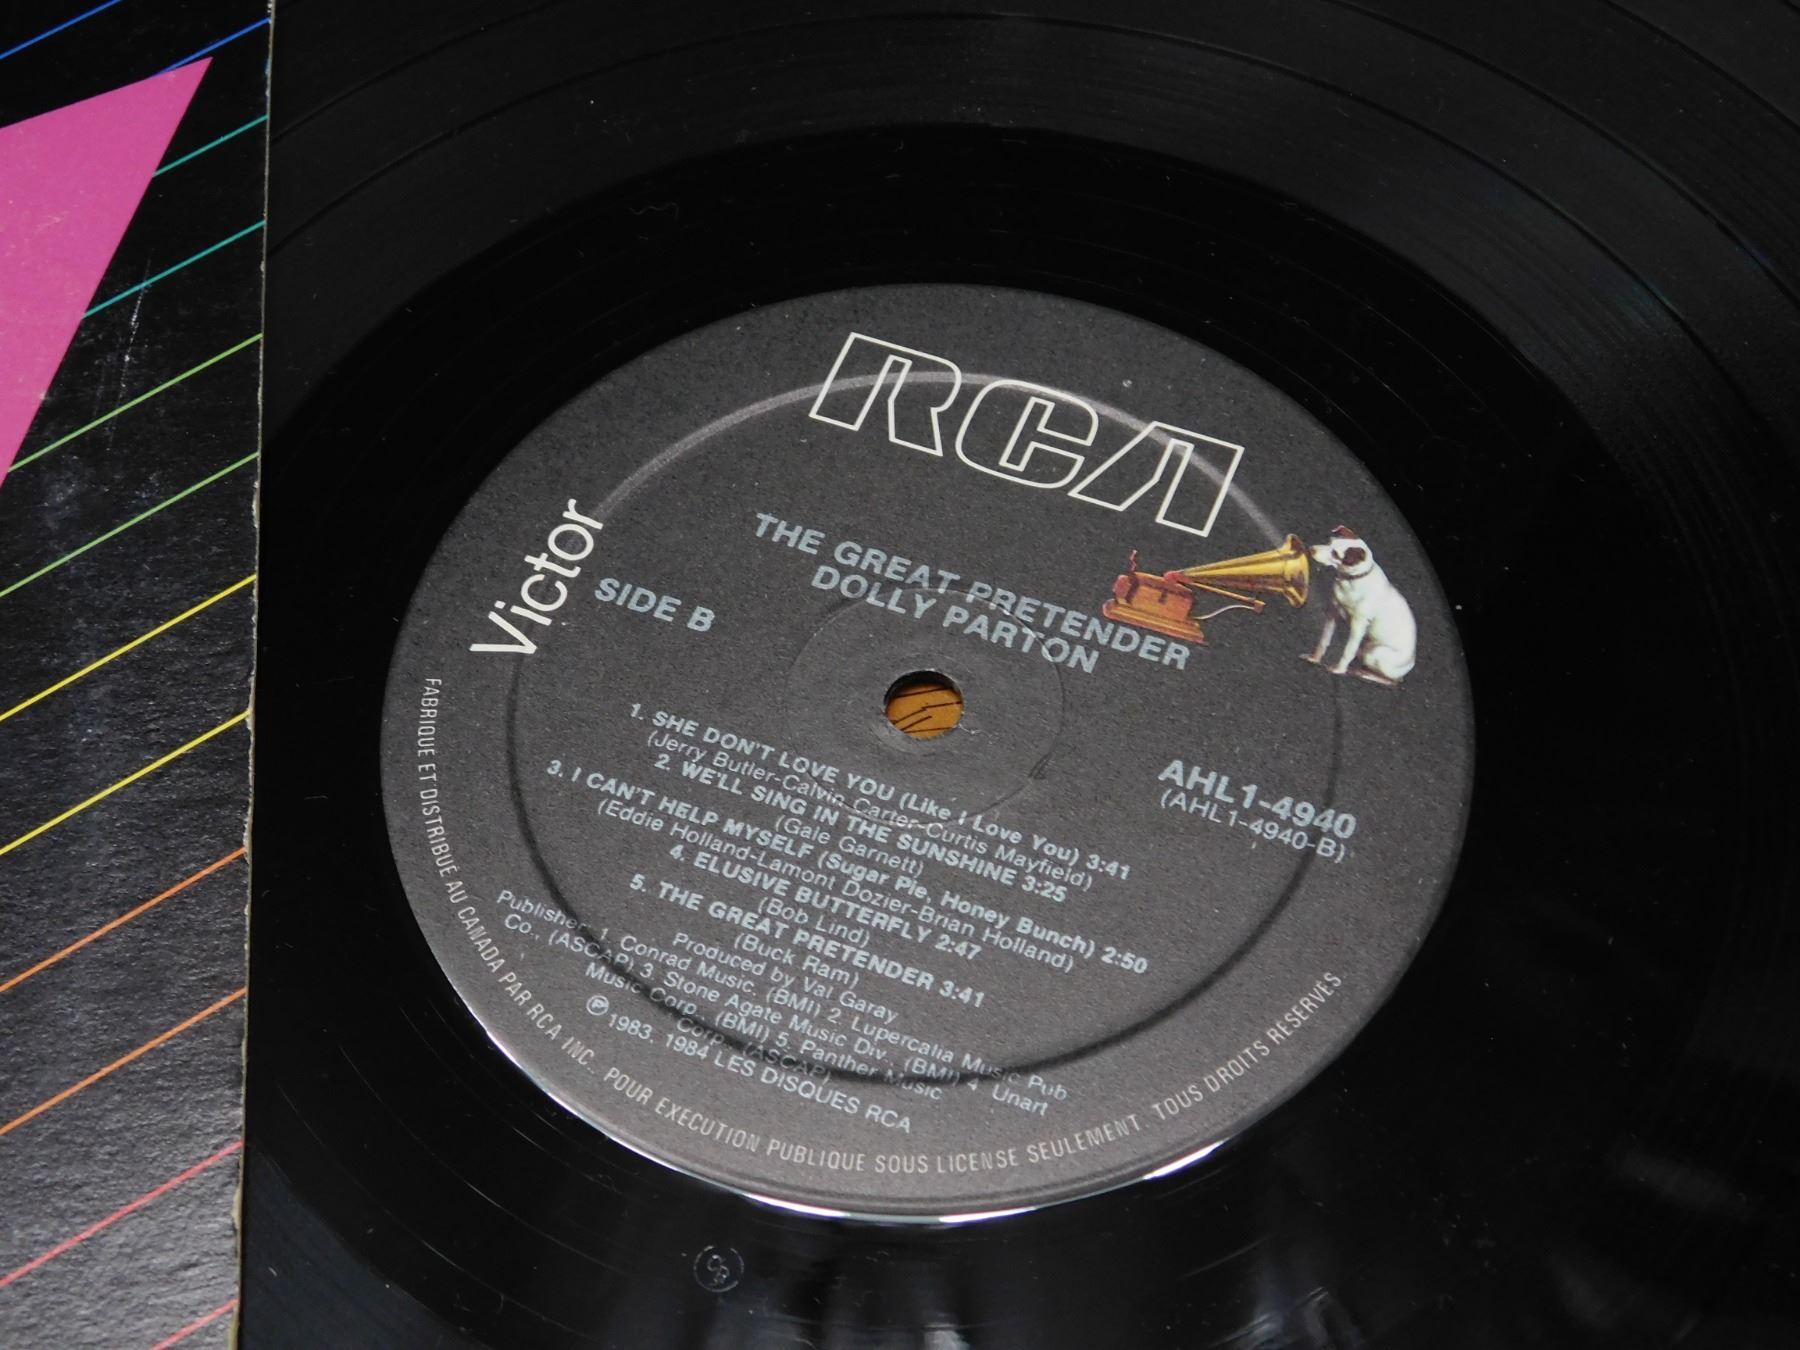 RCA
Victor
THE GREAT PRETENDER
DOLLY PARTON
SIDE B
AHL1-4940
(AHL1-4940-B)
1. SHE DON'T LOVE YOU (Like I Love You) 3:41
(Jerry Butler-Calvin Carter-Curtis Mayfield)
2. WE'LL SING IN THE SUNSHINE 3:25
(Gale Garnett)
3. I CAN'T HELP MYSELF (Sugar Pie, Honey Bunch) 2:50
(Eddie Holland-Lamont Dozier-Brian Holland)
4. ELUSIVE BUTTERFLY 2:47
(Bob Lind)
5. THE GREAT PRETENDER 3:41
(Buck Ram)
Produced by Val Garay
Publisher: 1. Conrad Music. (BMI) 2. Lupercalia Music Pub
Co., (ASCAP) 3. Stone Agate Music Div., (BMI) 4. Unart
Music Corp., (BMI) 5. Panther Music
Corp., (ASCAP)
Ⓟ 1983, 1984 LES DISQUES RCA
FABRIQUE ET DISTRIBUE AU CANADA PAR RCA INC., POUR EXECUTION PUBLIQUE SOUS LICENSE SEULEMENT. TOUS DROITS RESERVES.